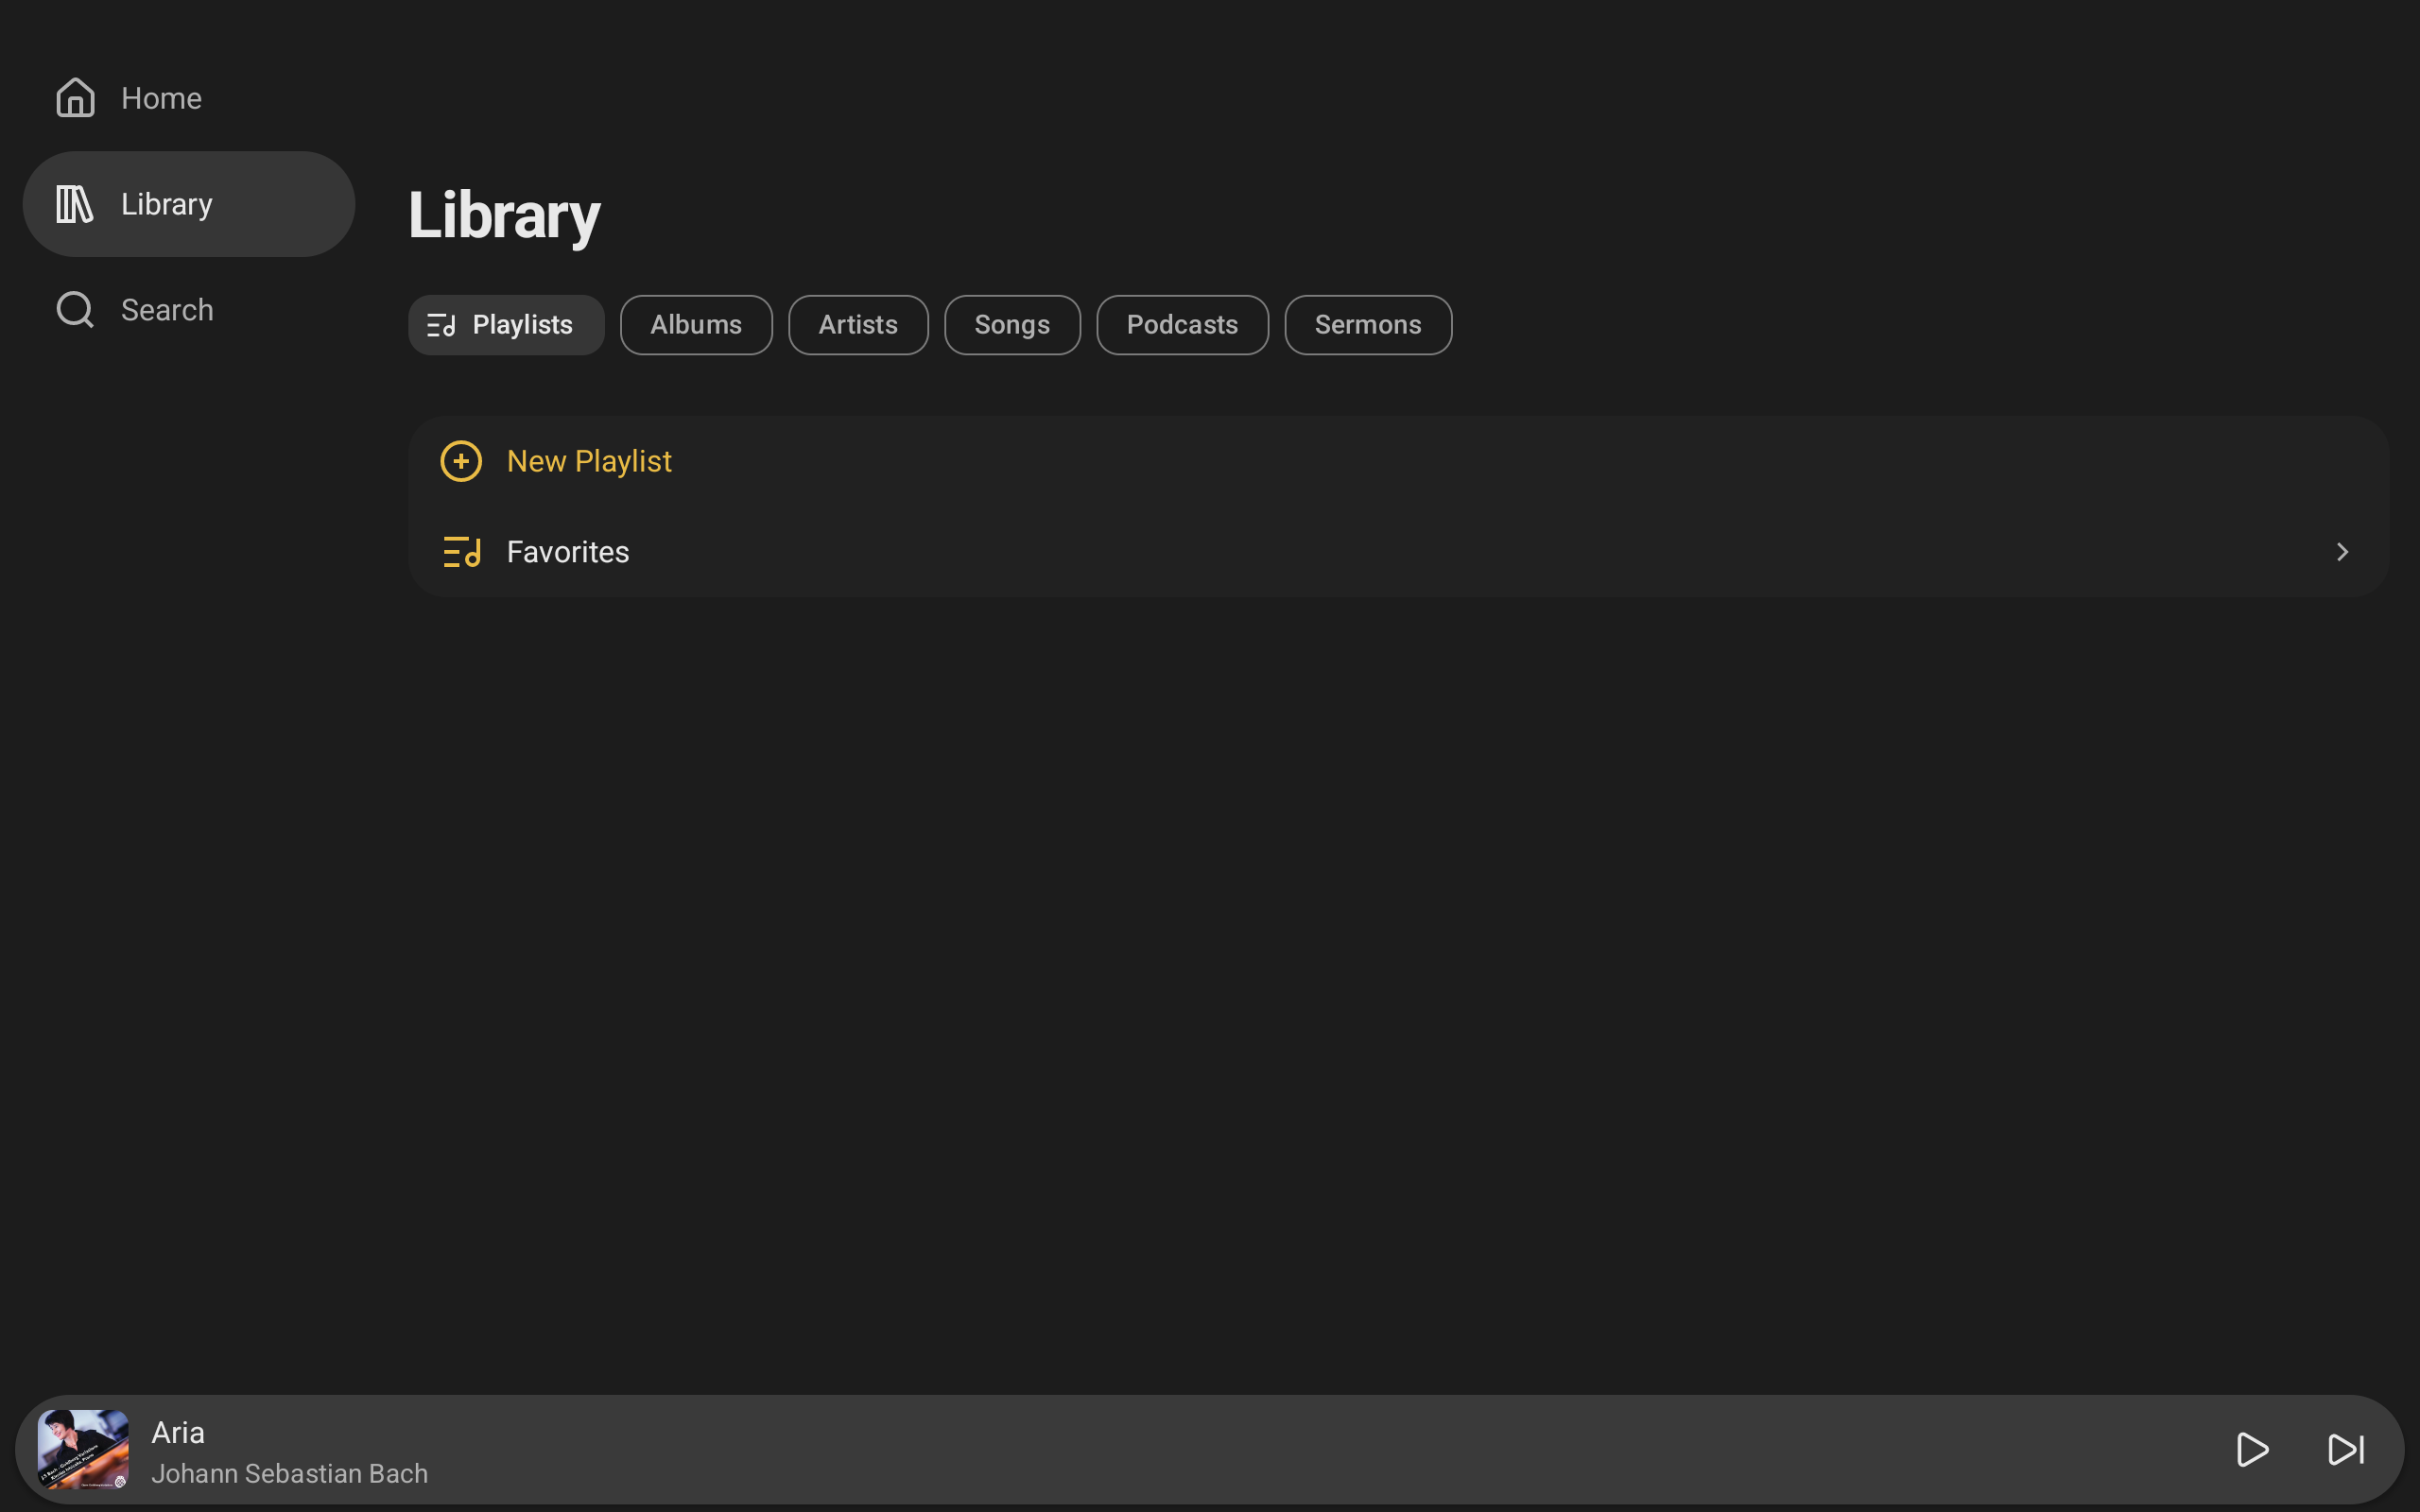 Home
Library
Search
Library
Playlists
Albums
Artists
Songs
Podcasts
Sermons
New Playlist
Favorites
Aria
Johann Sebastian Bach